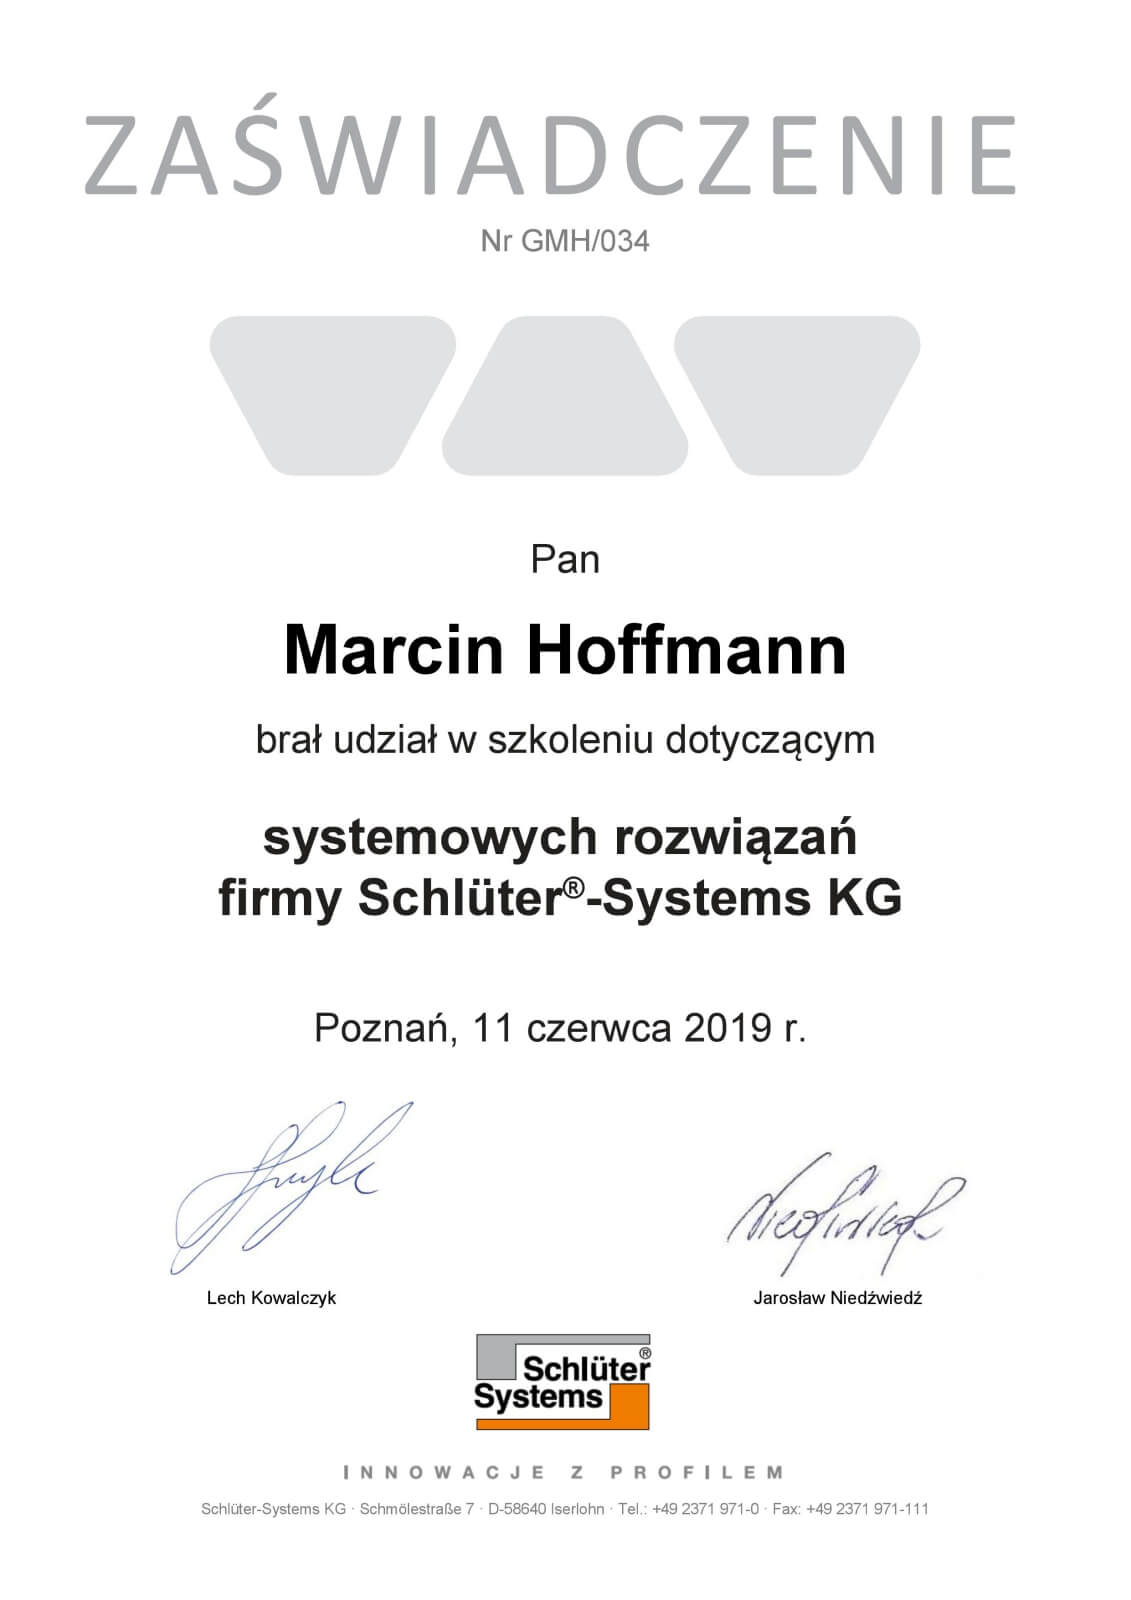 ZAŚWIADCZENIE
Nr GMH/034
Pan
Marcin Hoffmann
brał udział w szkoleniu dotyczącym
systemowych rozwiązań
firmy Schlüter®-Systems KG
Poznań, 11 czerwca 2019 r.
Lech Kowalczyk
Jarosław Niedźwiedź
Schlüter®
Systems
INNOWACJE Z PROFILEM
Schlüter-Systems KG · Schmölestraße 7 · D-58640 Iserlohn · Tel.: +49 2371 971-0 · Fax: +49 2371 971-111